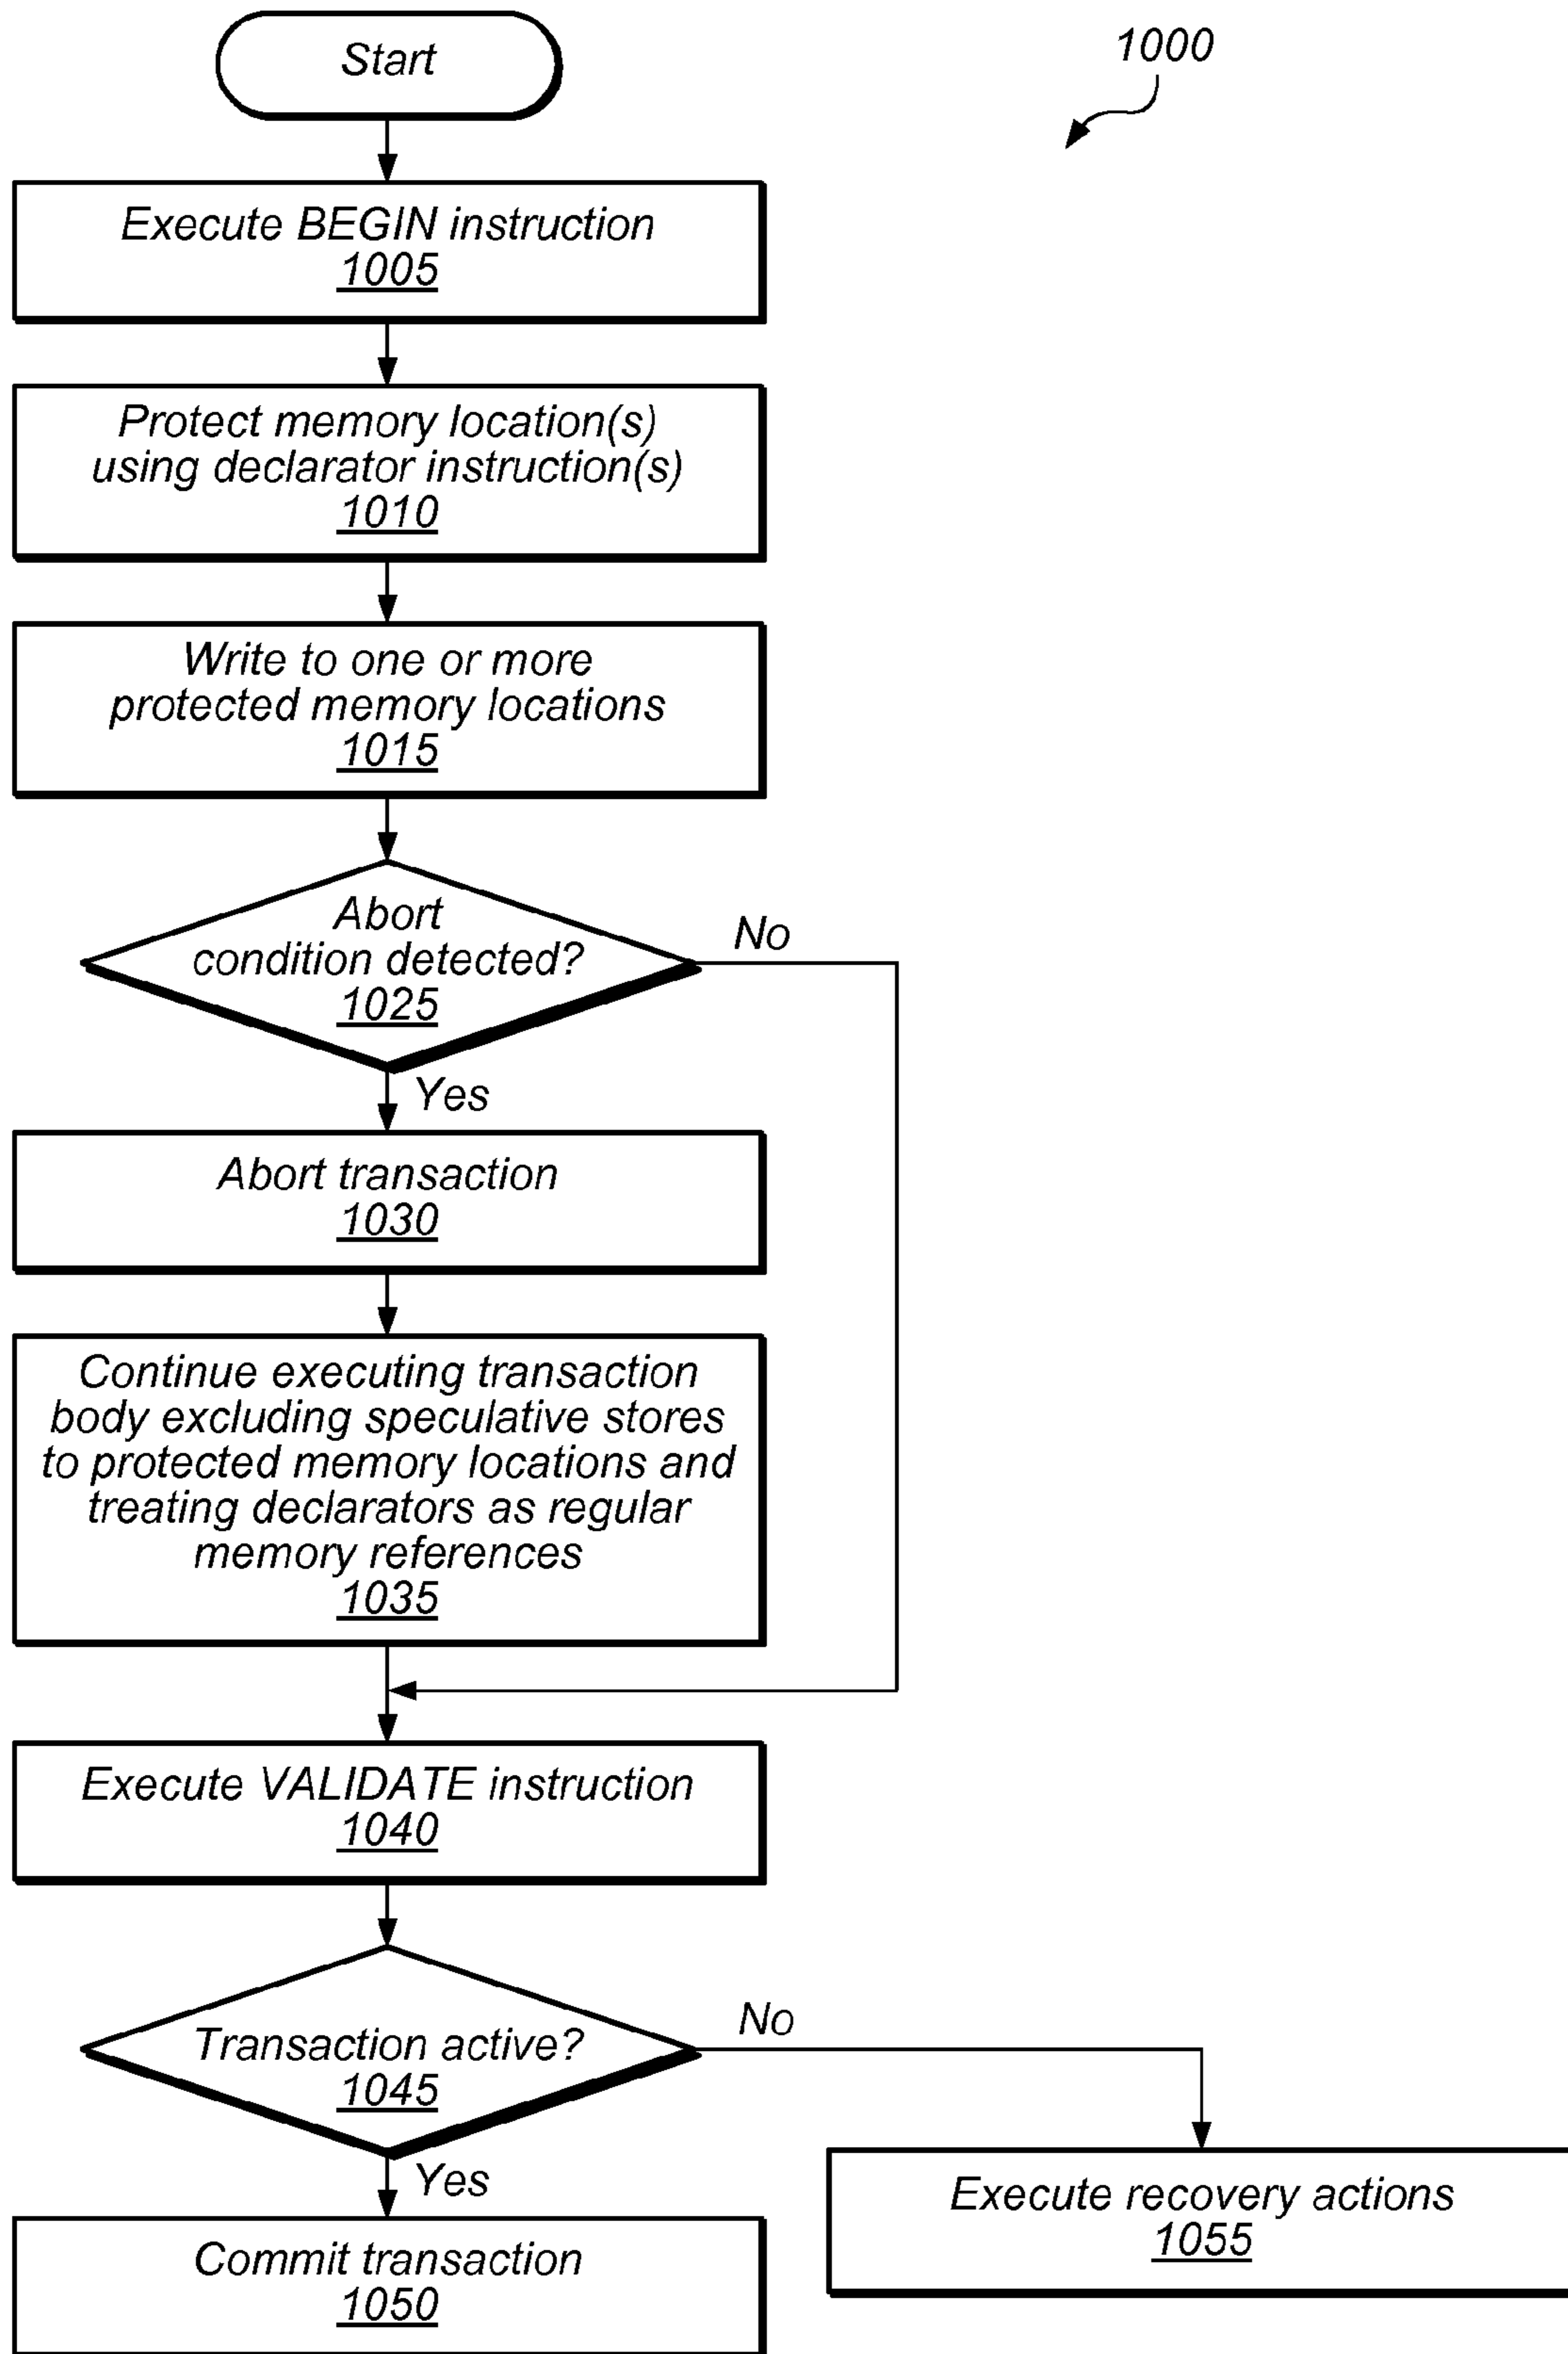 Start
1000
Execute BEGIN instruction
1005
Protect memory location(s)
using declarator instruction(s)
1010
Write to one or more
protected memory locations
1015
Abort
condition detected?
1025
No
Yes
Abort transaction
1030
Continue executing transaction
body excluding speculative stores
to protected memory locations and
treating declarators as regular
memory references
1035
Execute VALIDATE instruction
1040
Transaction active?
1045
No
Yes
Commit transaction
1050
Execute recovery actions
1055